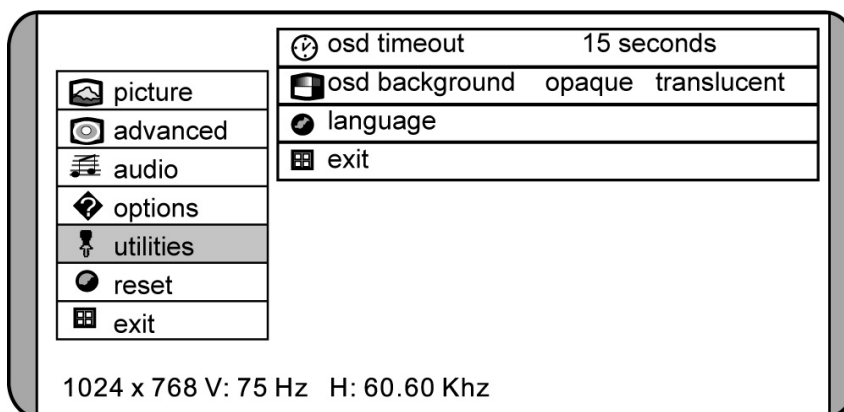 osd timeout 15 seconds
osd background opaque translucent
language
exit
picture
advanced
audio
options
utilities
reset
exit
1024 x 768 V: 75 Hz H: 60.60 Khz